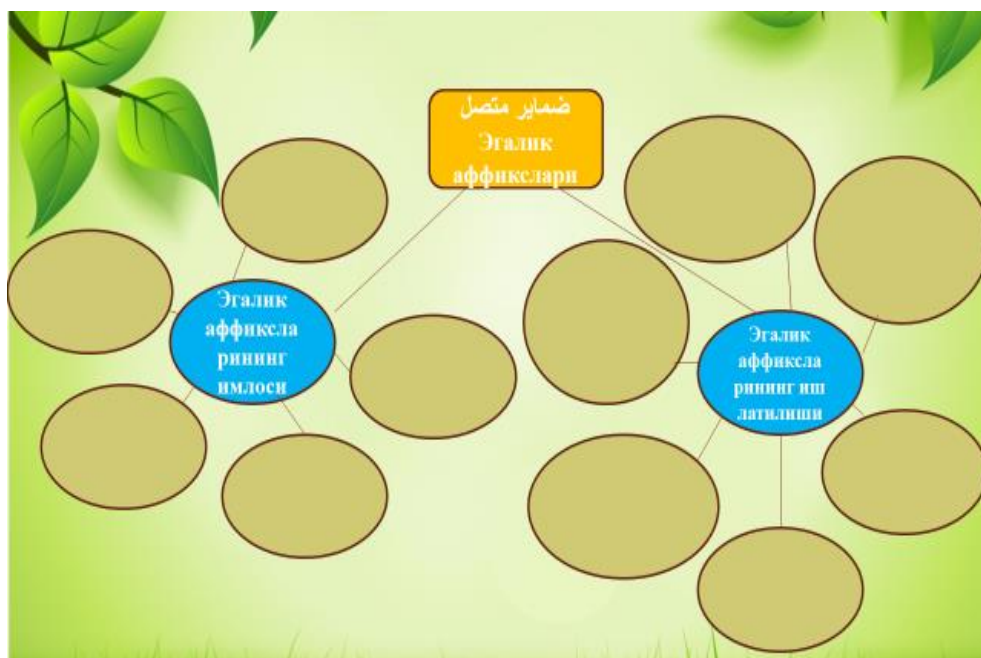 ضمایر متصل
Эгалик
аффикслари
Эгалик
аффиксла
рининг
имлоси
Эгалик
аффиксла
рининг иш
латилиши